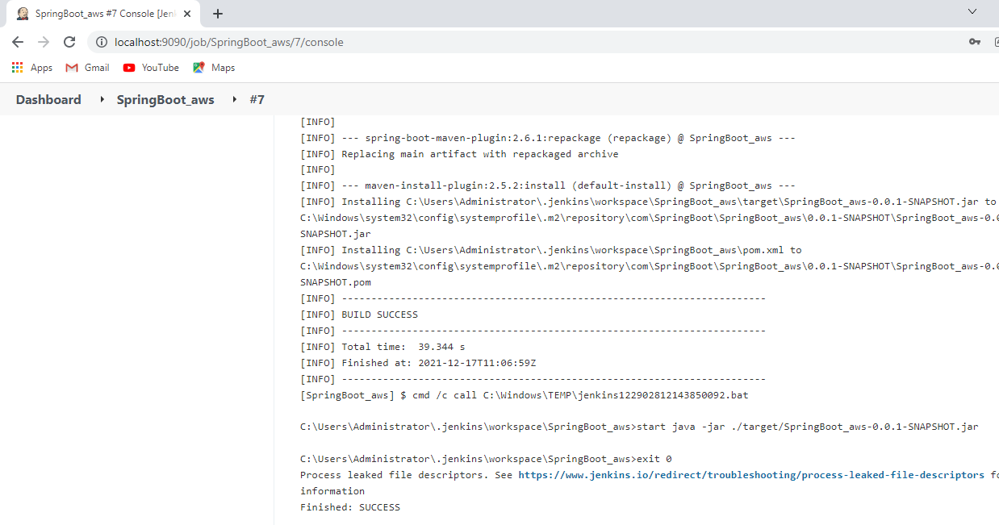 SpringBoot_aws #7 Console [Jen
localhost:9090/job/SpringBoot_aws/7/console
Apps Gmail YouTube Maps
Dashboard SpringBoot_aws #7
[INFO]
[INFO] --- spring-boot-maven-plugin:2.6.1:repackage (repackage) @ SpringBoot_aws ---
[INFO] Replacing main artifact with repackaged archive
[INFO]
[INFO] --- maven-install-plugin:2.5.2:install (default-install) @ SpringBoot_aws ---
[INFO] Installing C:\Users\Administrator\.jenkins\workspace\SpringBoot_aws\target\SpringBoot_aws-0.0.1-SNAPSHOT.jar to
C:\Windows\system32\config\systemprofile\.m2\repository\com\SpringBoot\SpringBoot_aws\0.0.1-SNAPSHOT\SpringBoot_aws-0.0
SNAPSHOT.jar
[INFO] Installing C:\Users\Administrator\.jenkins\workspace\SpringBoot_aws\pom.xml to
C:\Windows\system32\config\systemprofile\.m2\repository\com\SpringBoot\SpringBoot_aws\0.0.1-SNAPSHOT\SpringBoot_aws-0.0
SNAPSHOT.pom
[INFO] ------------------------------------------------------------------------
[INFO] BUILD SUCCESS
[INFO] ------------------------------------------------------------------------
[INFO] Total time:  39.344 s
[INFO] Finished at: 2021-12-17T11:06:59Z
[INFO] ------------------------------------------------------------------------
[SpringBoot_aws] $ cmd /c call C:\Windows\TEMP\jenkins122902812143850092.bat
C:\Users\Administrator\.jenkins\workspace\SpringBoot_aws>start java -jar ./target/SpringBoot_aws-0.0.1-SNAPSHOT.jar
C:\Users\Administrator\.jenkins\workspace\SpringBoot_aws>exit 0
Process leaked file descriptors. See https://www.jenkins.io/redirect/troubleshooting/process-leaked-file-descriptors fo
information
Finished: SUCCESS